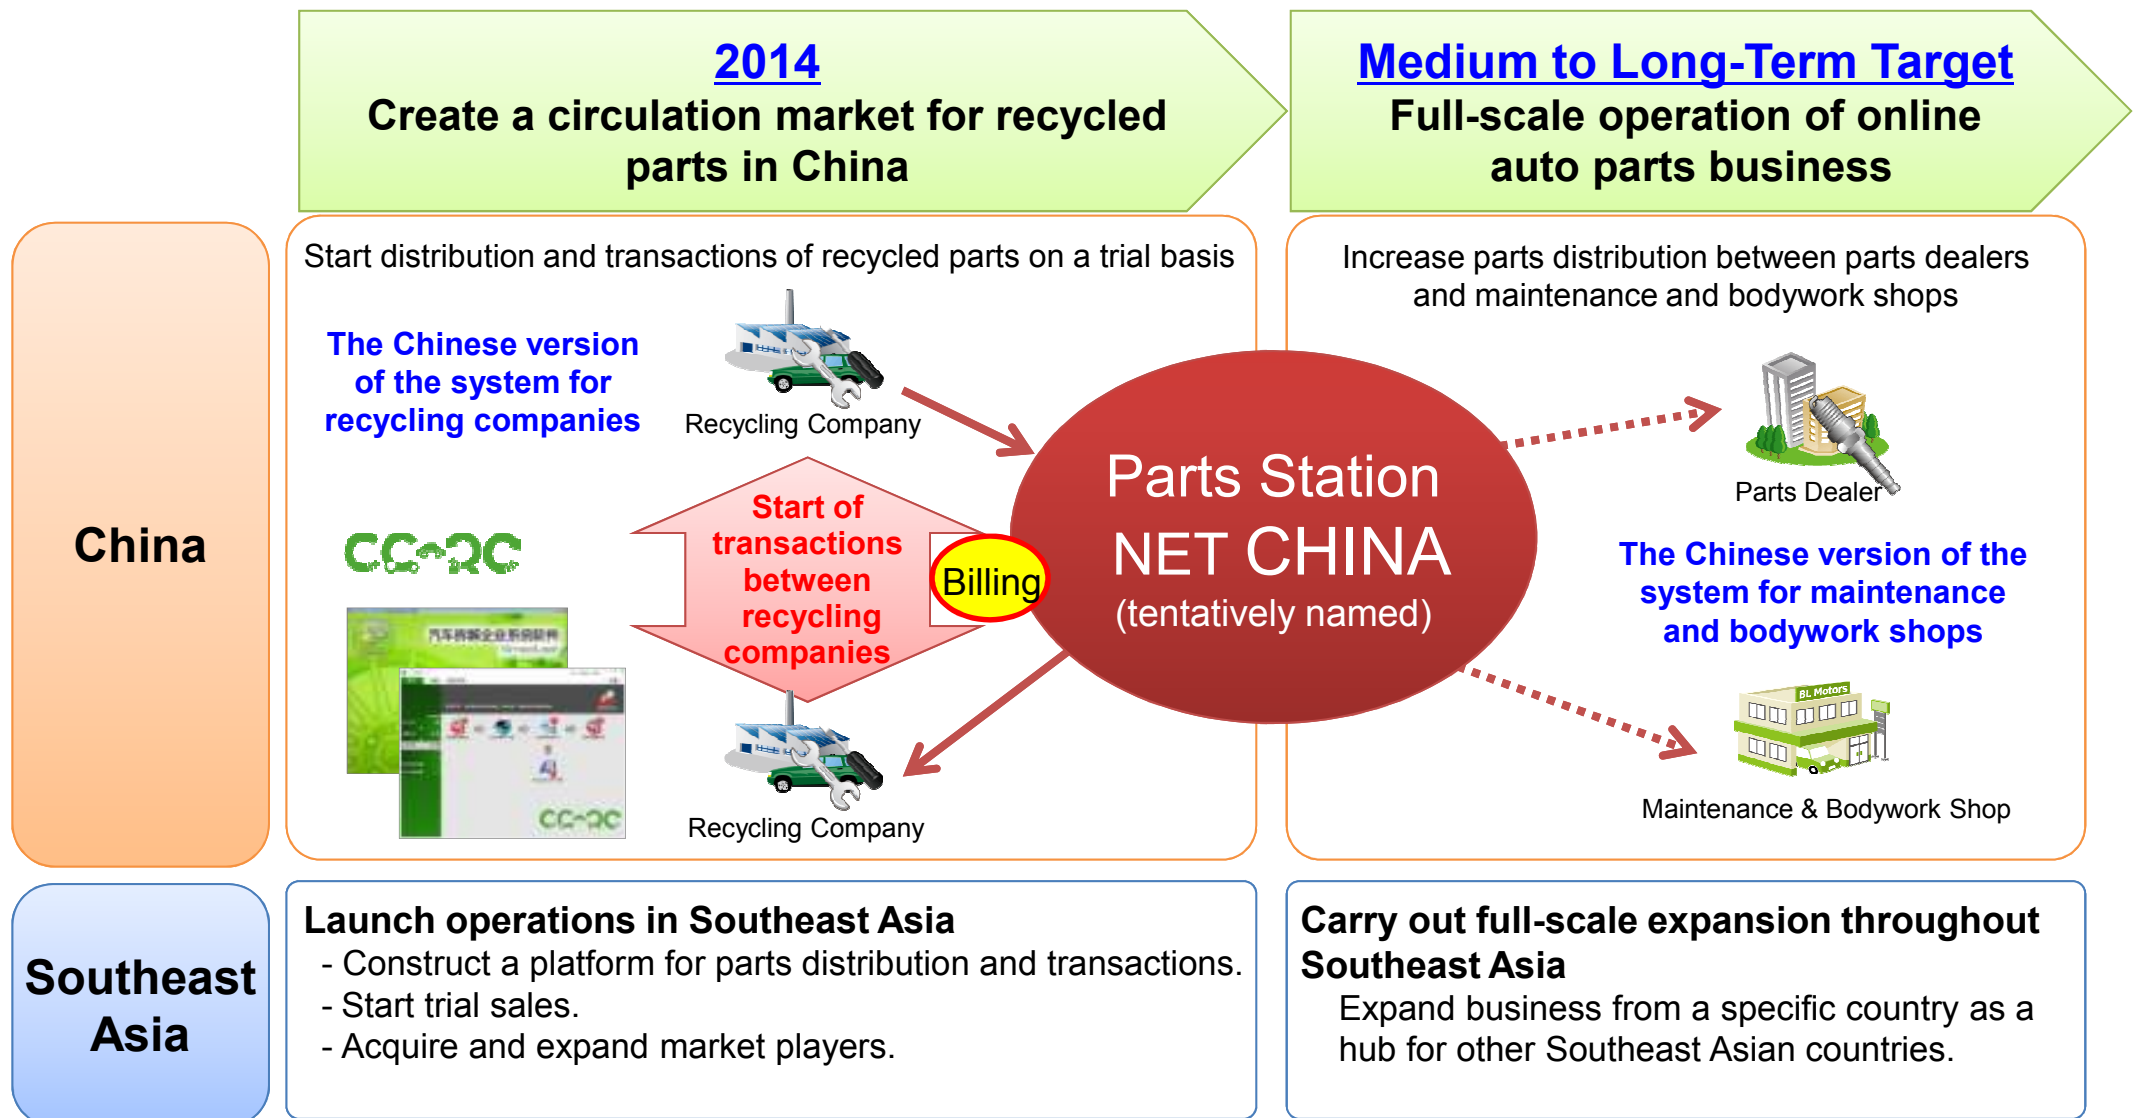 2014
Create a circulation market for recycled
parts in China
Medium to Long-Term Target
Full-scale operation of online
auto parts business
China
Start distribution and transactions of recycled parts on a trial basis
The Chinese version
of the system for
recycling companies
Recycling Company
Start of
transactions
between
recycling
companies
Billing
Recycling Company
Parts Station
NET CHINA
(tentatively named)
Increase parts distribution between parts dealers
and maintenance and bodywork shops
Parts Dealer
The Chinese version of the
system for maintenance
and bodywork shops
BL Motors
Maintenance & Bodywork Shop
Southeast
Asia
Launch operations in Southeast Asia
- Construct a platform for parts distribution and transactions.
- Start trial sales.
- Acquire and expand market players.
Carry out full-scale expansion throughout
Southeast Asia
Expand business from a specific country as a
hub for other Southeast Asian countries.